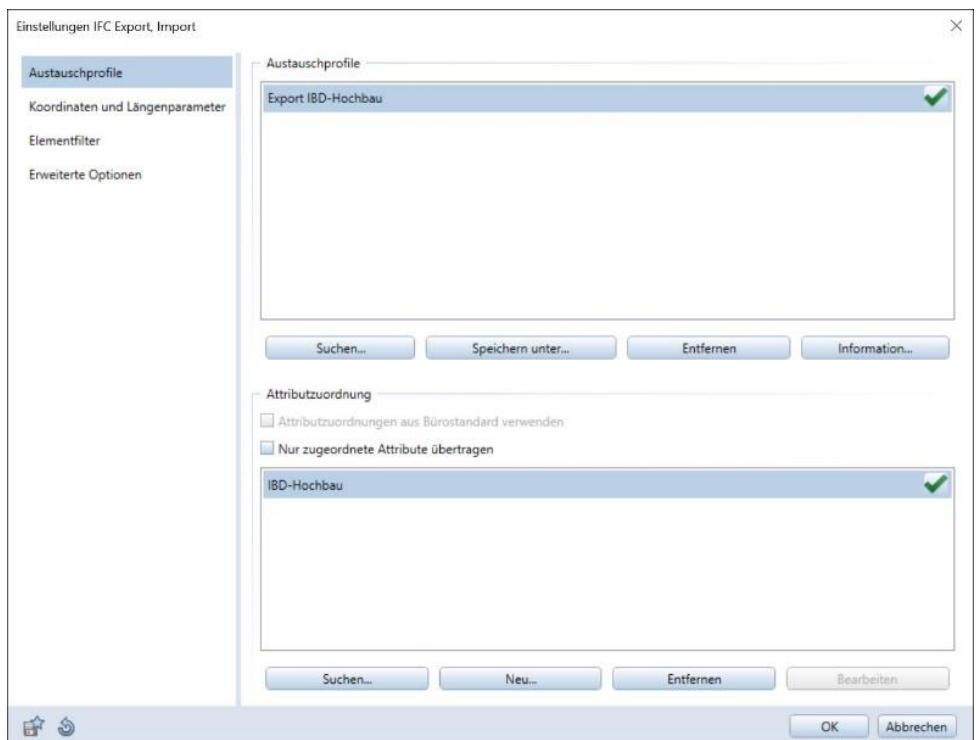 Einstellungen IFC Export, Import
Austauschprofile
Koordinaten und Längenparameter
Elementfilter
Erweiterte Optionen
Austauschprofile
Export IBD-Hochbau
Suchen... Speichern unter... Entfernen Information...
Attributzuordnung
Attributzuordnungen aus Bürostandard verwenden
Nur zugeordnete Attribute übertragen
IBD-Hochbau
Suchen... Neu... Entfernen Bearbeiten
OK Abbrechen